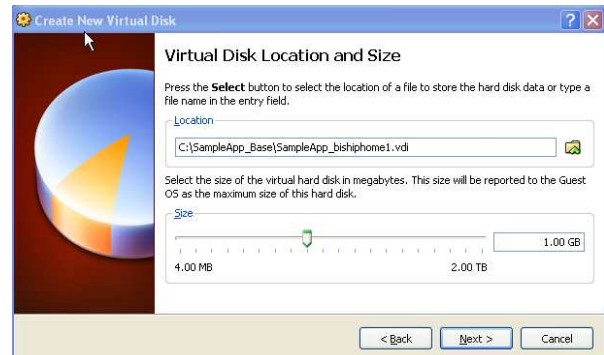 Create New Virtual Disk
Virtual Disk Location and Size
Press the Select button to select the location of a file to store the hard disk data or type a
file name in the entry field.
Location
C:\SampleApp_Base\SampleApp_bishiphome1.vdi
Select the size of the virtual hard disk in megabytes. This size will be reported to the Guest
OS as the maximum size of this hard disk.
Size
1.00 GB
4.00 MB 2.00 TB
< Back Next > Cancel